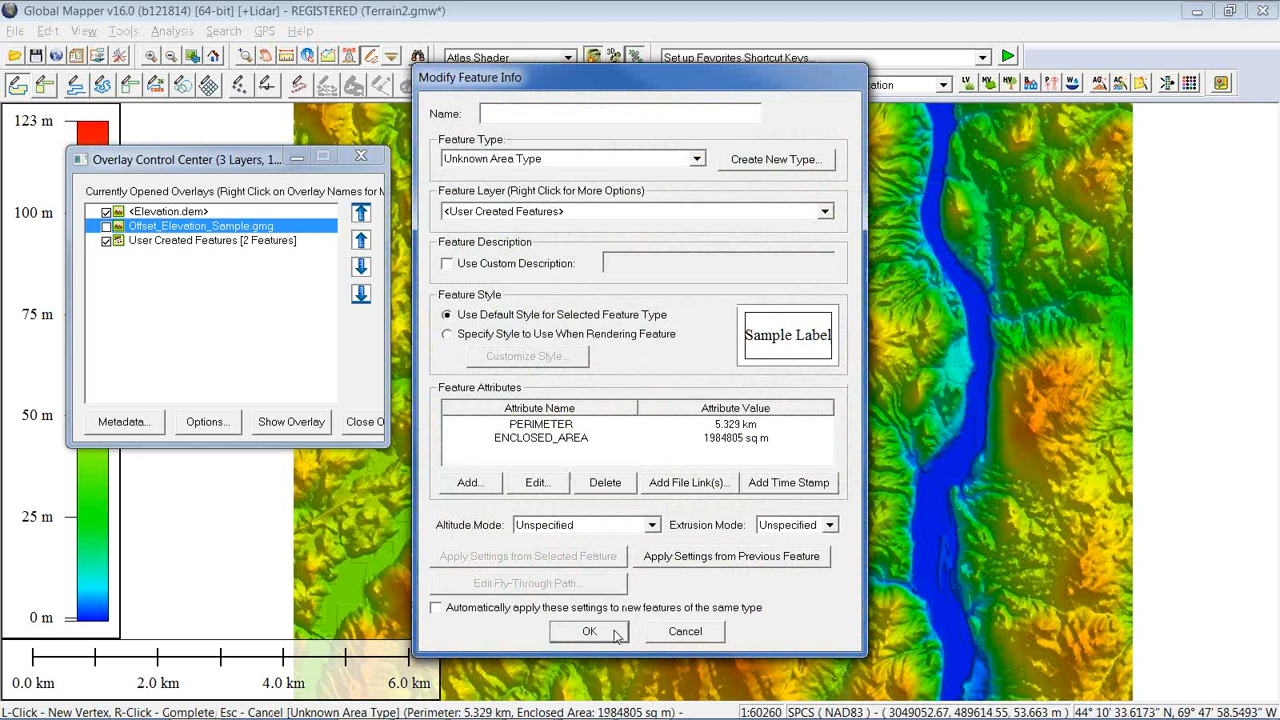 Global Mapper v16.0 (b121814) [64-bit] [+Lidar] - REGISTERED (Terrain2.gmw*)
File Edit View Tools Analysis Search GPS Help
Atlas Shader
Set up Favorites Shortcut Keys...
Modify Feature Info
Name:
Feature Type:
Unknown Area Type
Create New Type...
Feature Layer (Right Click for More Options)
<User Created Features>
Feature Description
Use Custom Description:
Feature Style
Use Default Style for Selected Feature Type
Specify Style to Use When Rendering Feature
Customize Style...
Sample Label
Feature Attributes
Attribute Name Attribute Value
PERIMETER 5.329 km
ENCLOSED_AREA 1984805 sq m
Add... Edit... Delete Add File Link(s)... Add Time Stamp
Altitude Mode: Unspecified Extrusion Mode: Unspecified
Apply Settings from Selected Feature Apply Settings from Previous Feature
Edit Fly-Through Path...
Automatically apply these settings to new features of the same type
OK Cancel
Overlay Control Center (3 Layers, 1...
Currently Opened Overlays (Right Click on Overlay Names for M
<Elevation.dem>
Offset_Elevation_Sample.gmg
User Created Features [2 Features]
Metadata... Options... Show Overlay Close O
123 m
100 m
75 m
50 m
25 m
0 m
0.0 km 2.0 km 4.0 km 6.0 km
L-Click - New Vertex, R-Click - Complete, Esc - Cancel [Unknown Area Type] (Perimeter: 5.329 km, Enclosed Area: 1984805 sq m) - 1:60260 SPCS (NAD83) - ( 3049052.67, 489614.55, 53.663 m ) 44° 10' 33.6173" N, 69° 47' 58.5493" W